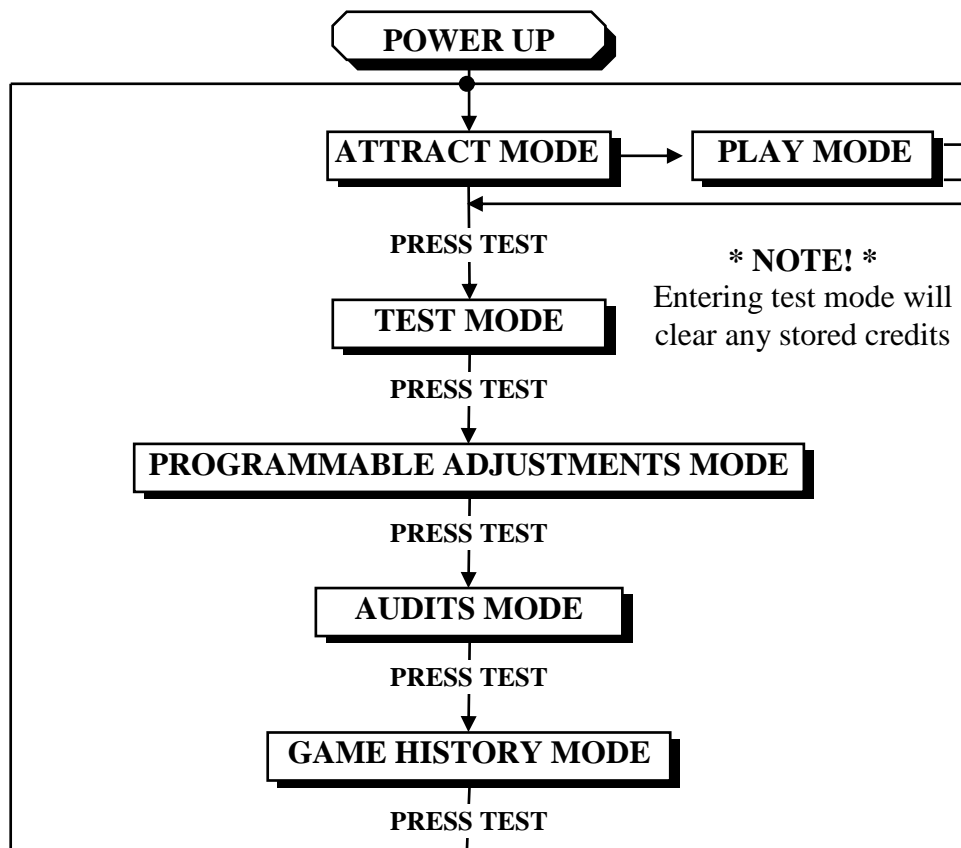 POWER UP
ATTRACT MODE
PLAY MODE
PRESS TEST
* NOTE! *
Entering test mode will
clear any stored credits
TEST MODE
PRESS TEST
PROGRAMMABLE ADJUSTMENTS MODE
PRESS TEST
AUDITS MODE
PRESS TEST
GAME HISTORY MODE
PRESS TEST